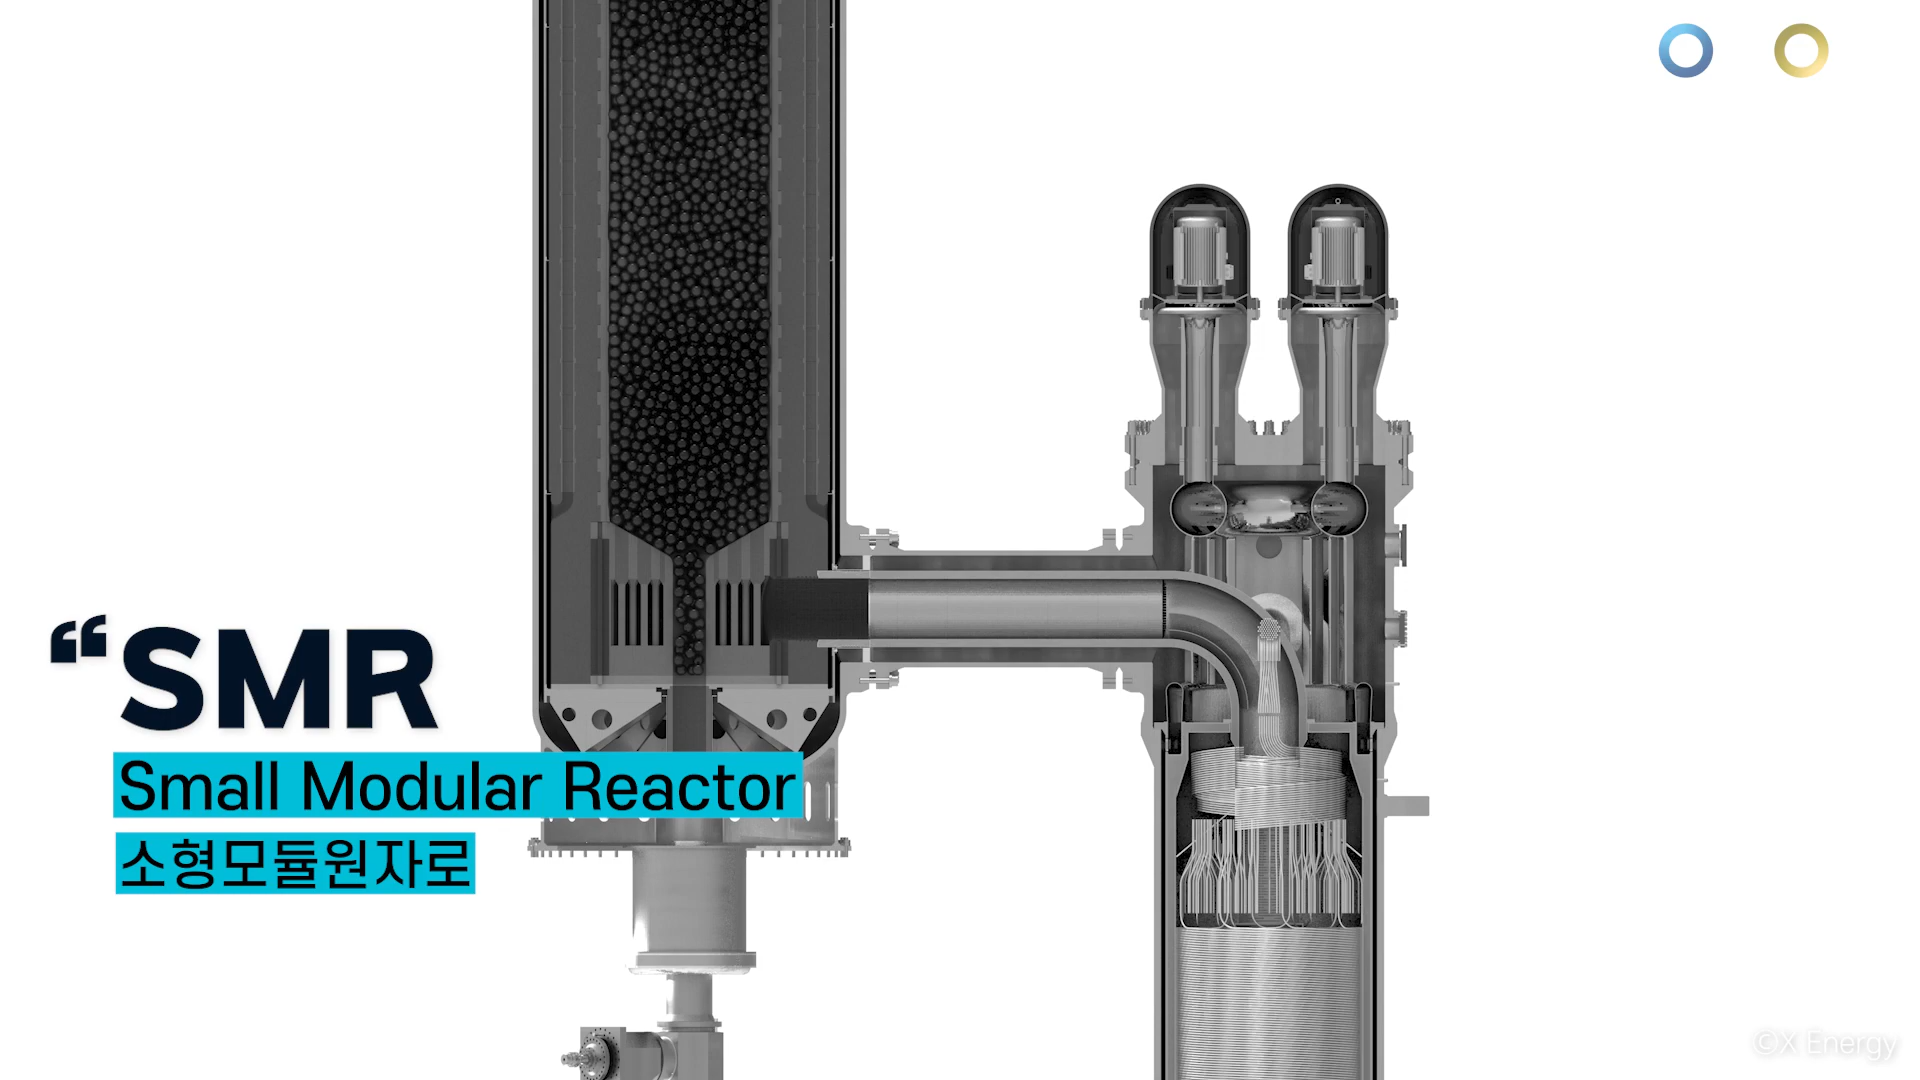 “SMR
Small Modular Reactor
소형모듈원자로
©X Energy